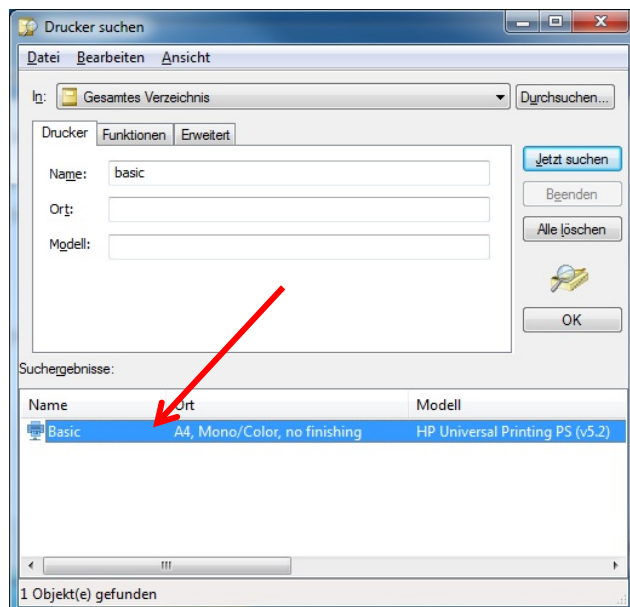 Drucker suchen
Datei Bearbeiten Ansicht
In: Gesamtes Verzeichnis Durchsuchen...
Drucker Funktionen Erweitert
Jetzt suchen
Name: basic
Beenden
Ort:
Alle löschen
Modell:
OK
Suchergebnisse:
Name Ort Modell
Basic A4, Mono/Color, no finishing HP Universal Printing PS (v5.2)
1 Objekt(e) gefunden